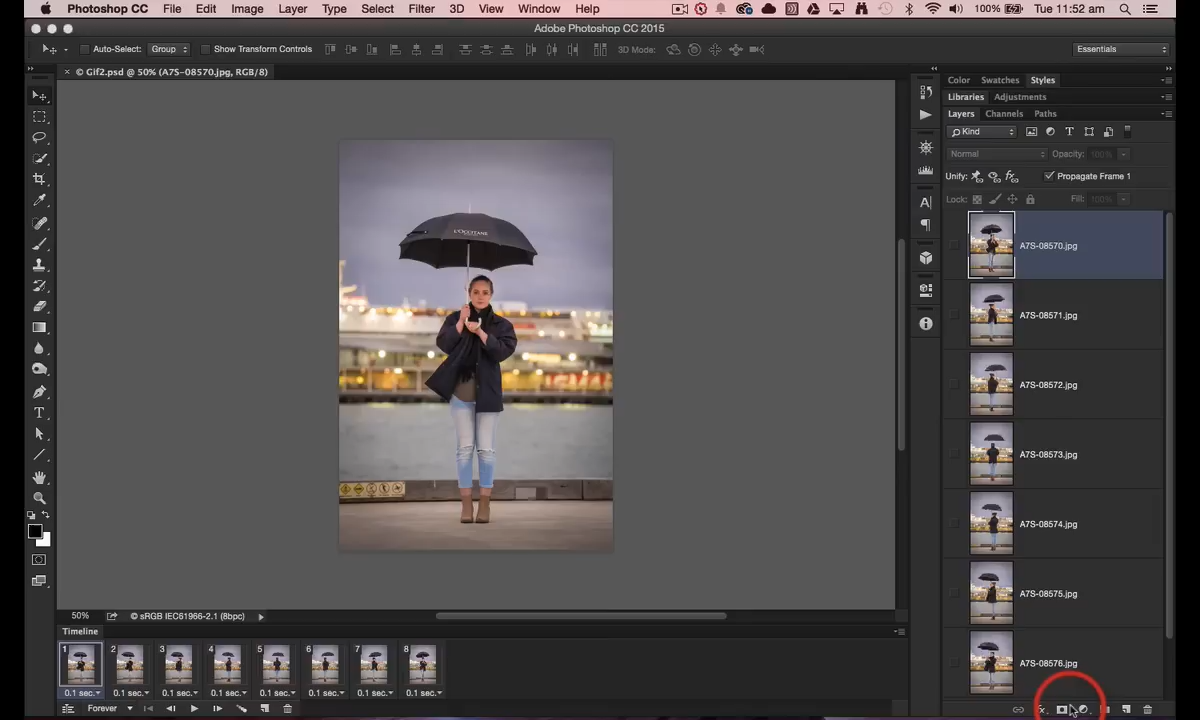 Photoshop CC File Edit Image Layer Type Select Filter 3D View Window Help 100% Tue 11:52 am
Adobe Photoshop CC 2015
Auto-Select: Group Show Transform Controls 3D Mode: Essentials
× © Gif2.psd @ 50% (A7S-08570.jpg, RGB/8)
Color Swatches Styles
Libraries Adjustments
Layers Channels Paths
Kind
Normal Opacity: 100%
Unify: Propagate Frame 1
Lock: Fill: 100%
L'OCCITANE
A7S-08570.jpg
A7S-08571.jpg
A7S-08572.jpg
A7S-08573.jpg
A7S-08574.jpg
A7S-08575.jpg
A7S-08576.jpg
50% © sRGB IEC61966-2.1 (8bpc)
Timeline
1 2 3 4 5 6 7 8
0.1 sec. 0.1 sec. 0.1 sec. 0.1 sec. 0.1 sec. 0.1 sec. 0.1 sec. 0.1 sec.
Forever